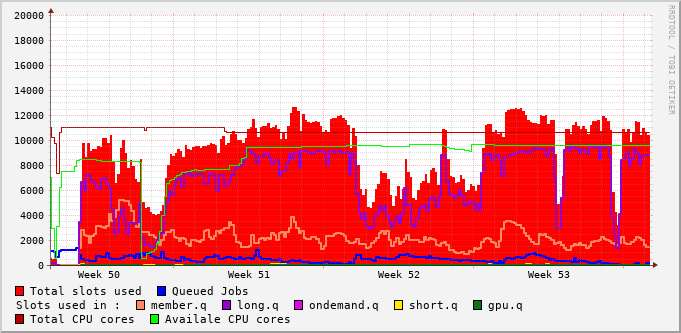 20000
18000
16000
14000
12000
10000
8000
6000
4000
2000
0
Week 50 Week 51 Week 52 Week 53
RRDTOOL / TOBI OETIKER
Total slots used Queued Jobs
Slots used in : member.q long.q ondemand.q short.q gpu.q
Total CPU cores Availale CPU cores